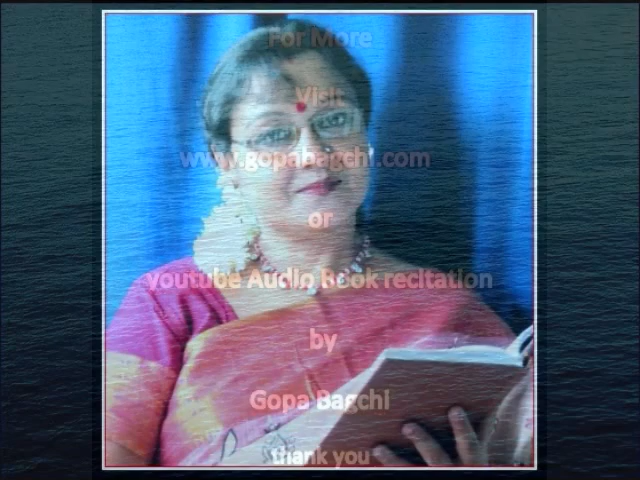 For More
Visit
www.gopabagchi.com
or
youtube Audio Book recitation
by
Gopa Bagchi
thank you